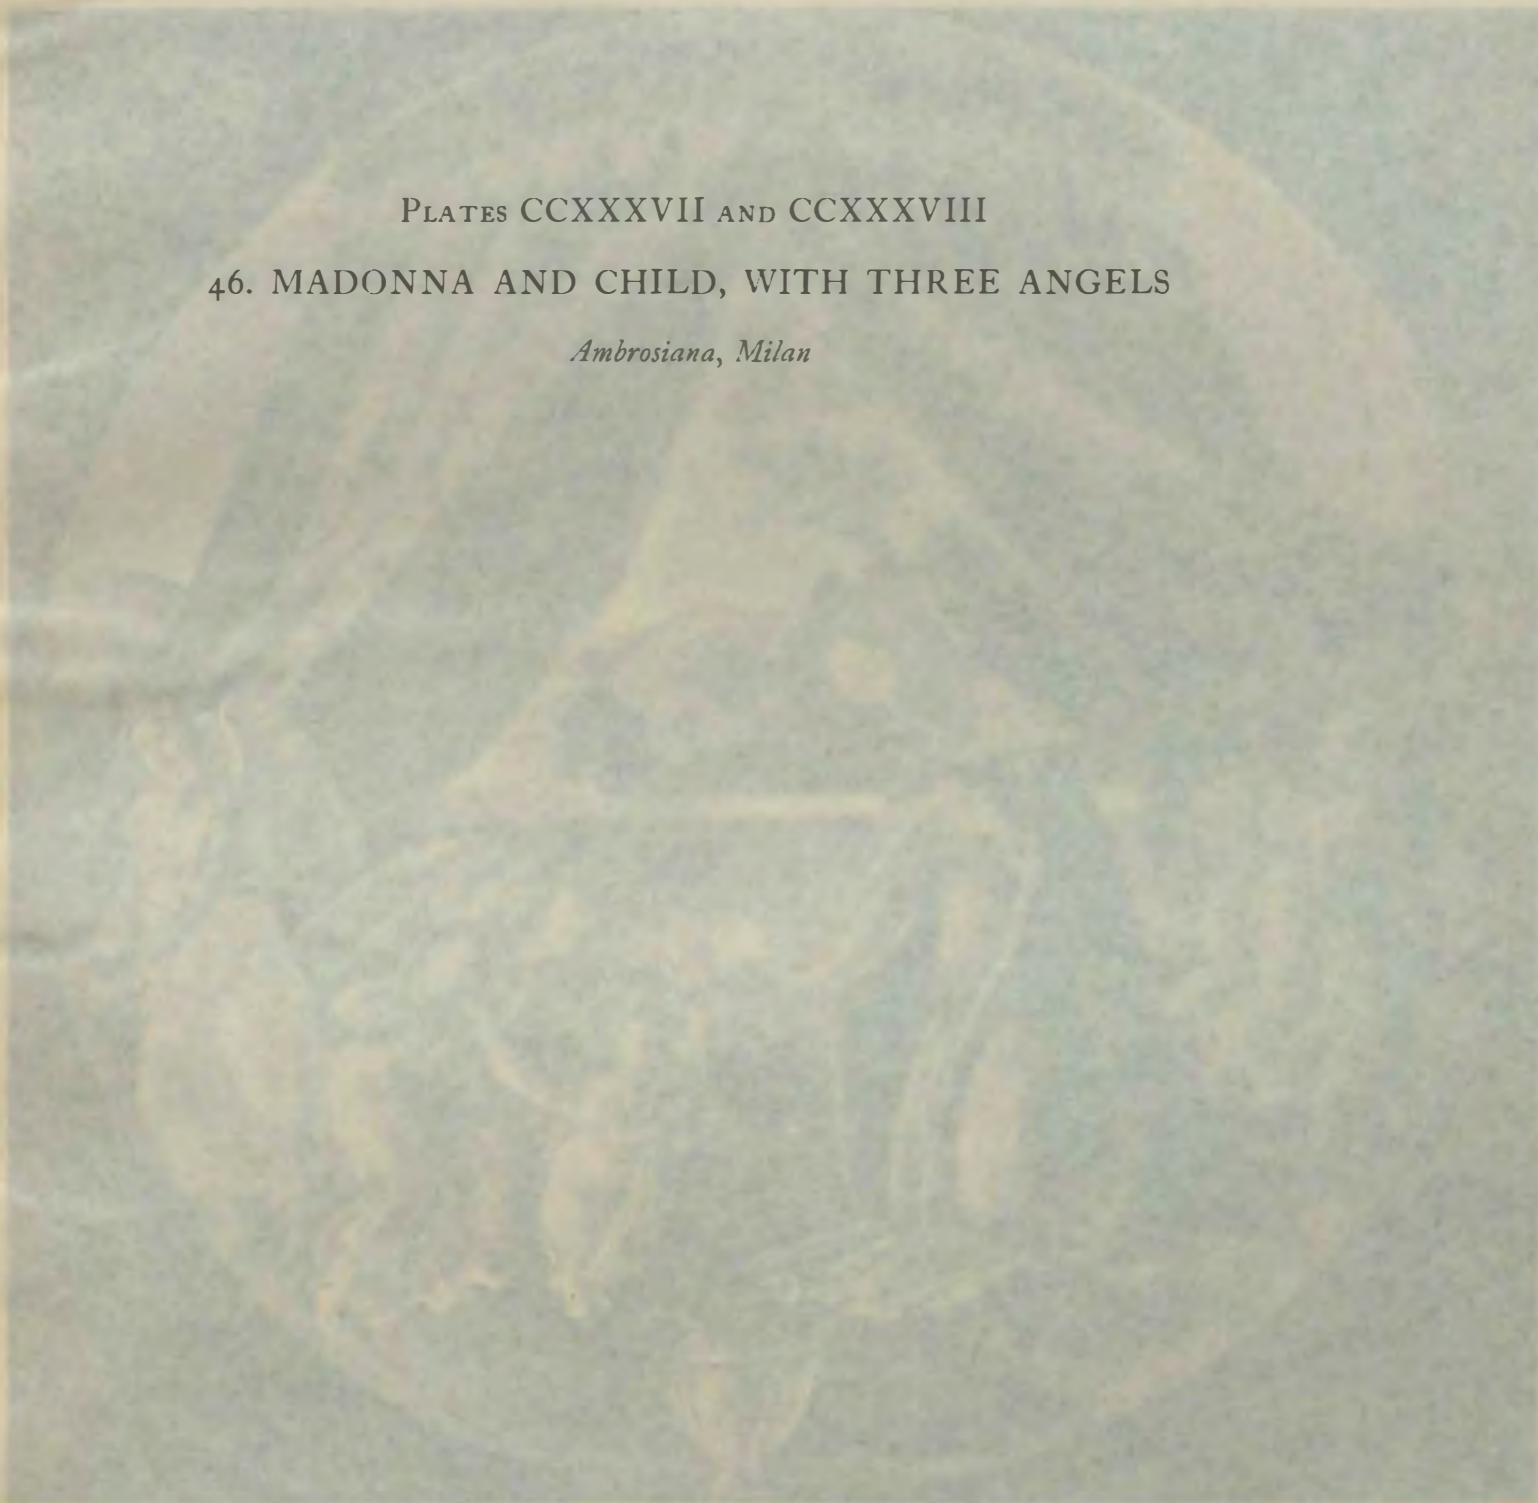 PLATES CCXXXVII AND CCXXXVIII
46. MADONNA AND CHILD, WITH THREE ANGELS
Ambrosiana, Milan